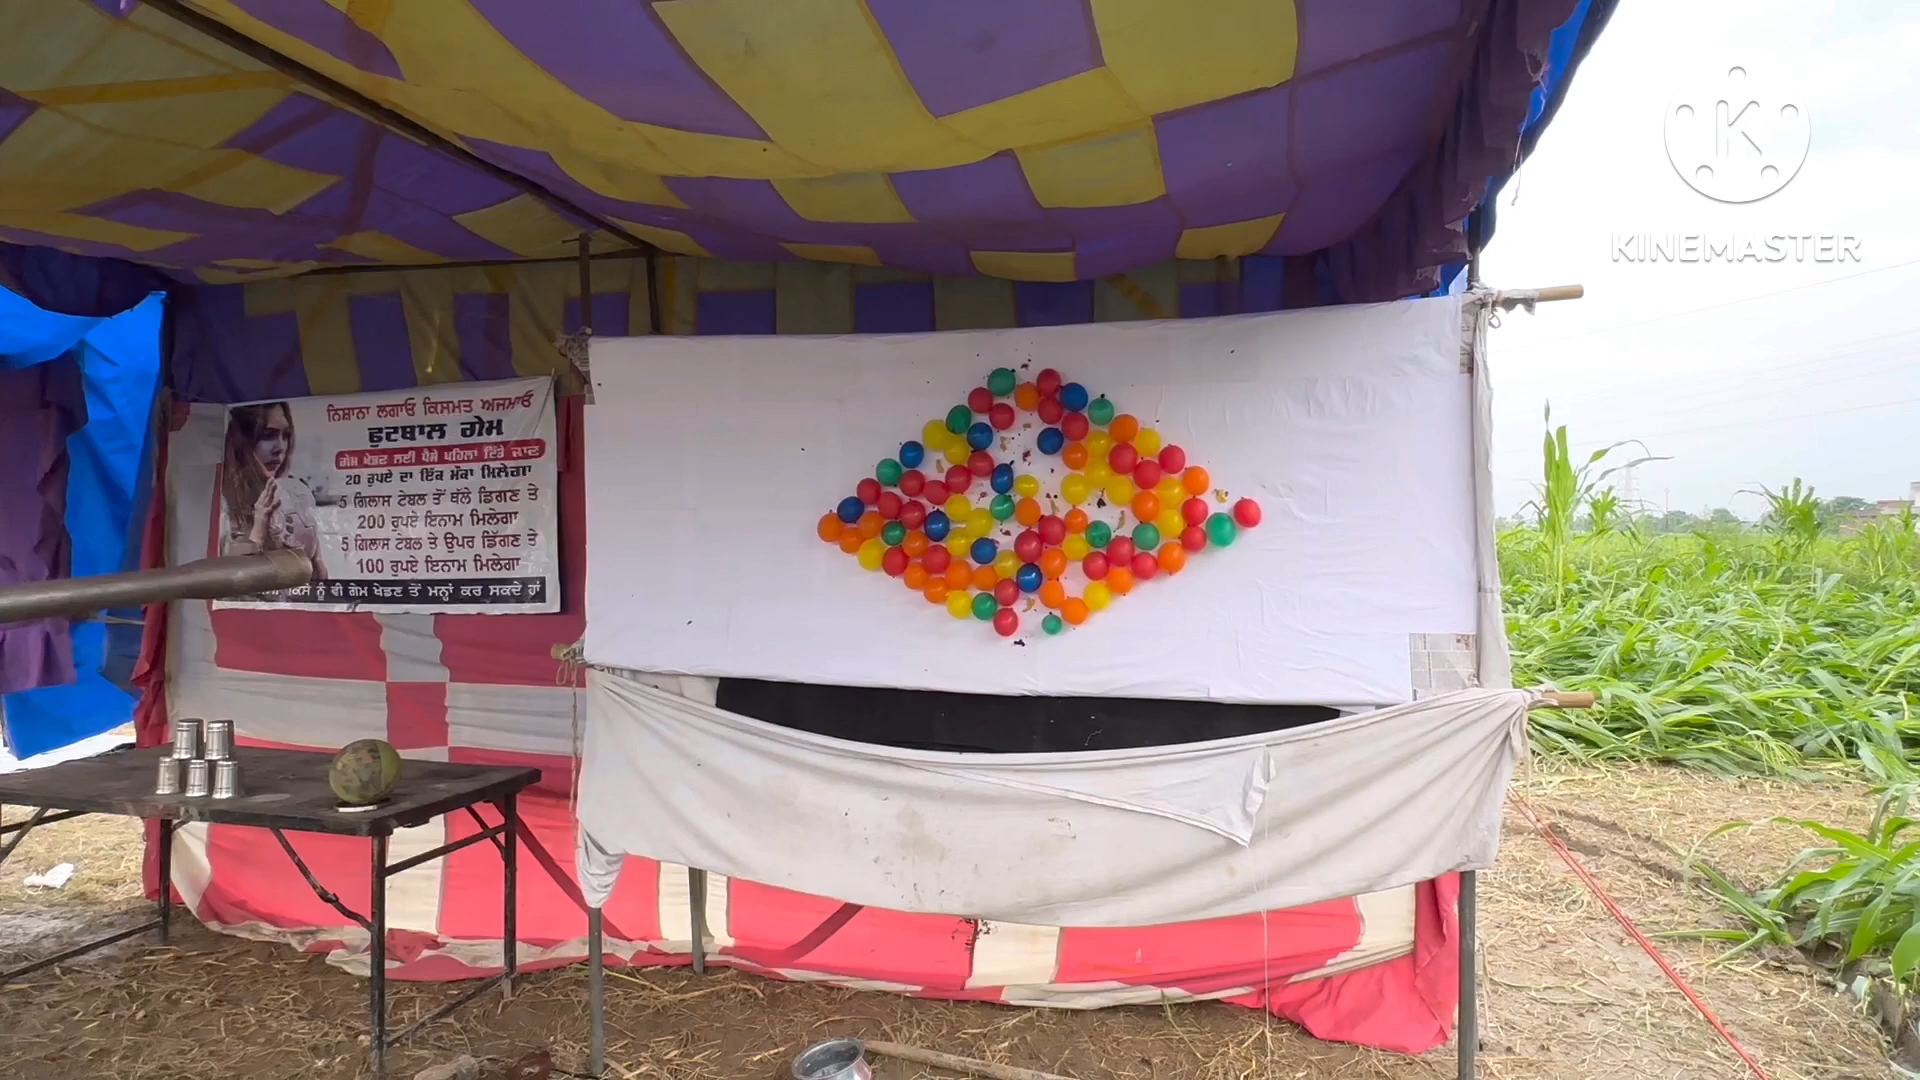 ਨਿਸ਼ਾਨਾ ਲਗਾਓ ਕਿਸਮਤ ਅਜਮਾਓ
ਫੁਟਬਾਲ ਗੇਮ
ਗੇਮ ਖੇਡਣ ਲਈ ਪੈਸੇ ਪਹਿਲਾ ਦਿੱਤੇ ਜਾਣ
20 ਰੁਪਏ ਦਾ ਇੱਕ ਮੌਕਾ ਮਿਲੇਗਾ
5 ਗਿਲਾਸ ਟੇਬਲ ਤੋਂ ਥੱਲੇ ਡਿਗਣ ਤੇ
200 ਰੁਪਏ ਇਨਾਮ ਮਿਲੇਗਾ
5 ਗਿਲਾਸ ਟੇਬਲ ਤੇ ਉਪਰ ਡਿੱਗਣ ਤੇ
100 ਰੁਪਏ ਇਨਾਮ ਮਿਲੇਗਾ
ਨੂੰ ਵੀ ਗੇਮ ਖੇਡਣ ਤੋਂ ਮਨ੍ਹਾਂ ਕਰ ਸਕਦੇ ਹਾਂ
KINEMASTER